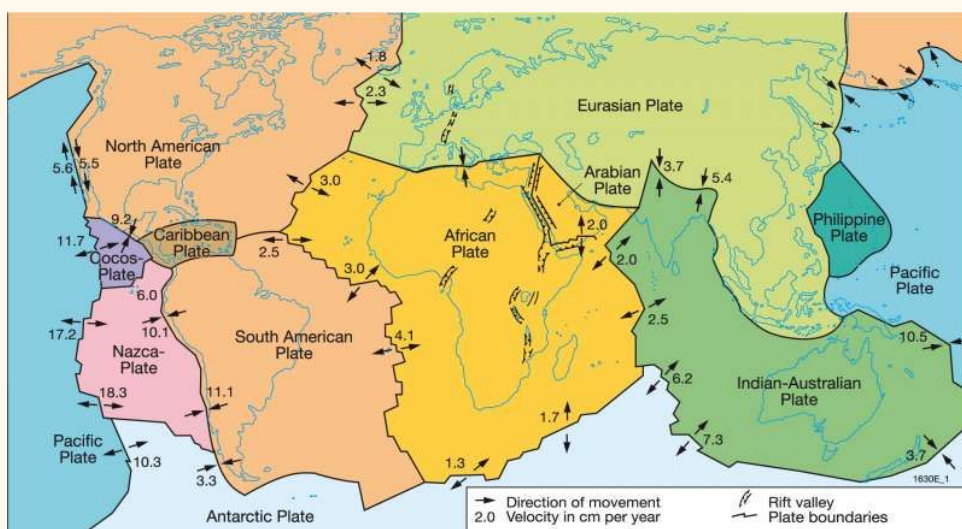 1.8
2.3
Eurasian Plate
North American
Plate
5.6
5.5
3.0
3.7
5.4
Arabian
Plate
9.2
Caribbean
Plate
11.7
Cocos-
Plate
2.5
African
Plate
2.0
Philippine
Plate
2.0
Pacific
Plate
3.0
6.0
10.1
17.2
Nazca-
Plate
South American
Plate
4.1
2.5
10.5
18.3
11.1
6.2
Indian-Australian
Plate
1.7
7.3
Pacific
Plate
10.3
3.3
1.3
3.7
1630E_1
Antarctic Plate
Direction of movement
2.0 Velocity in cm per year
Rift valley
Plate boundaries